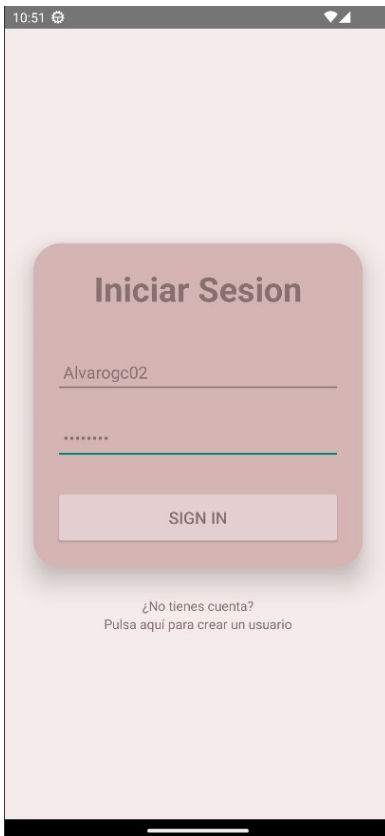 10:51
Iniciar Sesion
Alvarogc02
........
SIGN IN
¿No tienes cuenta?
Pulsa aquí para crear un usuario